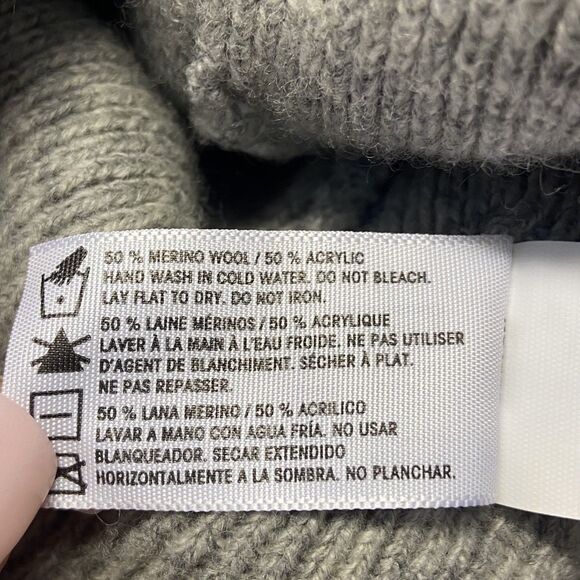 50 % MERINO WOOL / 50 % ACRYLIC
HAND WASH IN COLD WATER. DO NOT BLEACH.
LAY FLAT TO DRY. DO NOT IRON.
50 % LAINE MÉRINOS / 50 % ACRYLIQUE
LAVER À LA MAIN À L'EAU FROIDE. NE PAS UTILISER
D'AGENT DE BLANCHIMENT. SÉCHER À PLAT.
NE PAS REPASSER.
50 % LANA MERINO / 50 % ACRILICO
LAVAR A MANO CON AGUA FRÍA. NO USAR
BLANQUEADOR. SECAR EXTENDIDO
HORIZONTALMENTE A LA SOMBRA. NO PLANCHAR.